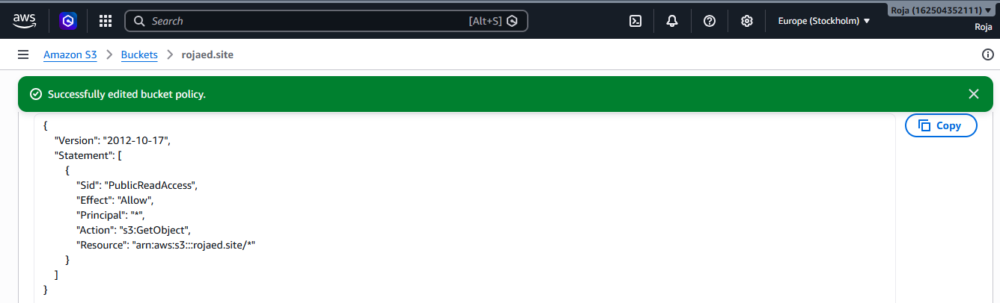 Roja (162504352111) ▼
aws Search [Alt+S] Europe (Stockholm) ▼
Roja
Amazon S3 > Buckets > rojaed.site
Successfully edited bucket policy.
Copy
{
    "Version": "2012-10-17",
    "Statement": [
        {
            "Sid": "PublicReadAccess",
            "Effect": "Allow",
            "Principal": "*",
            "Action": "s3:GetObject",
            "Resource": "arn:aws:s3:::rojaed.site/*"
        }
    ]
}